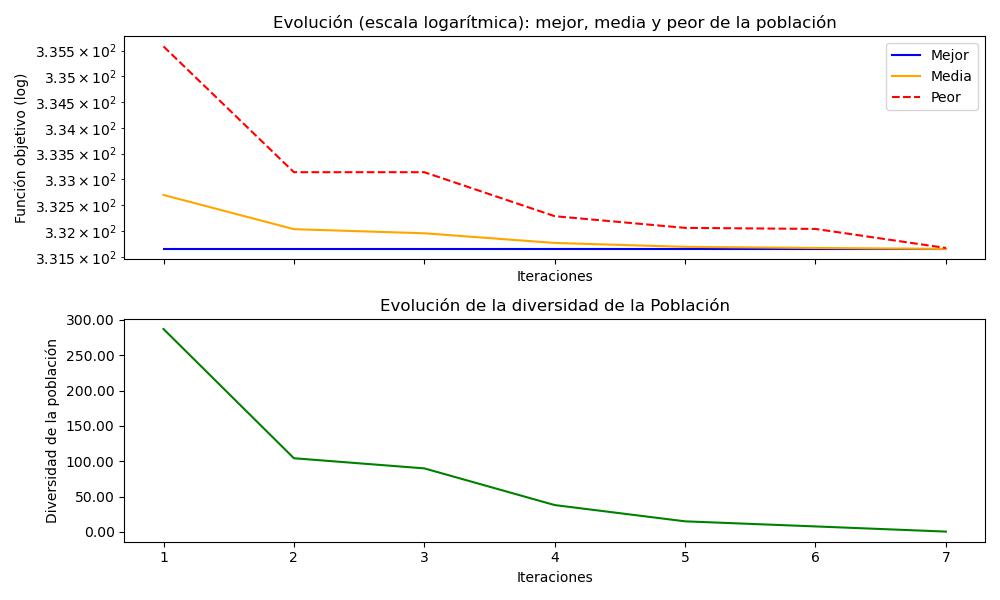 Evolución (escala logarítmica): mejor, media y peor de la población
Función objetivo (log)
3.355 × 10²
3.35 × 10²
3.345 × 10²
3.34 × 10²
3.335 × 10²
3.33 × 10²
3.325 × 10²
3.32 × 10²
3.315 × 10²
Mejor
Media
Peor
Iteraciones
Evolución de la diversidad de la Población
Diversidad de la población
300.00
250.00
200.00
150.00
100.00
50.00
0.00
1 2 3 4 5 6 7
Iteraciones